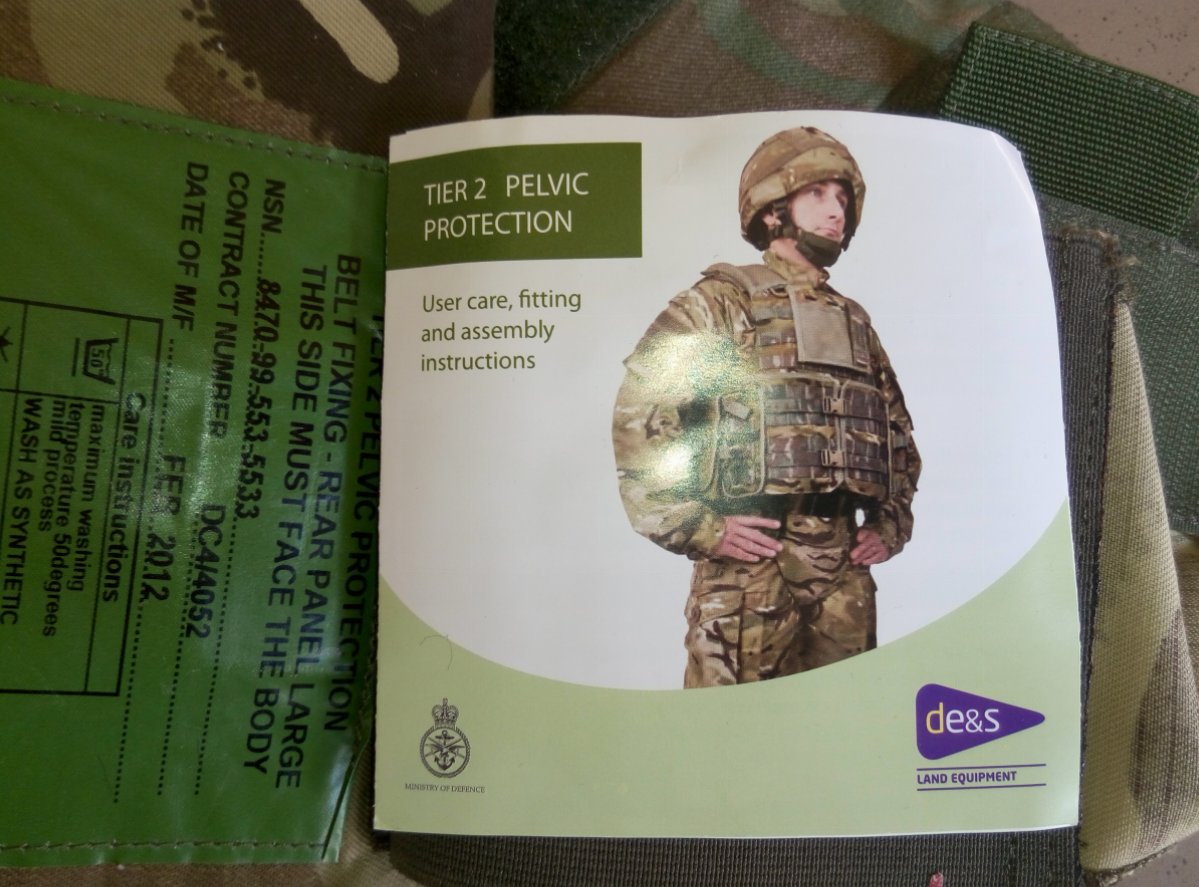 TIER 2 PELVIC PROTECTION
BELT FIXING - REAR PANEL LARGE
THIS SIDE MUST FACE THE BODY
NSN......8470-99-553-5533
CONTRACT NUMBER DC4/4052
DATE OF M/F FEB 2012
Care instructions
50°
maximum washing
temperature 50degrees
mild process
WASH AS SYNTHETIC
TIER 2 PELVIC
PROTECTION
User care, fitting
and assembly
instructions
MINISTRY OF DEFENCE
de&s
LAND EQUIPMENT